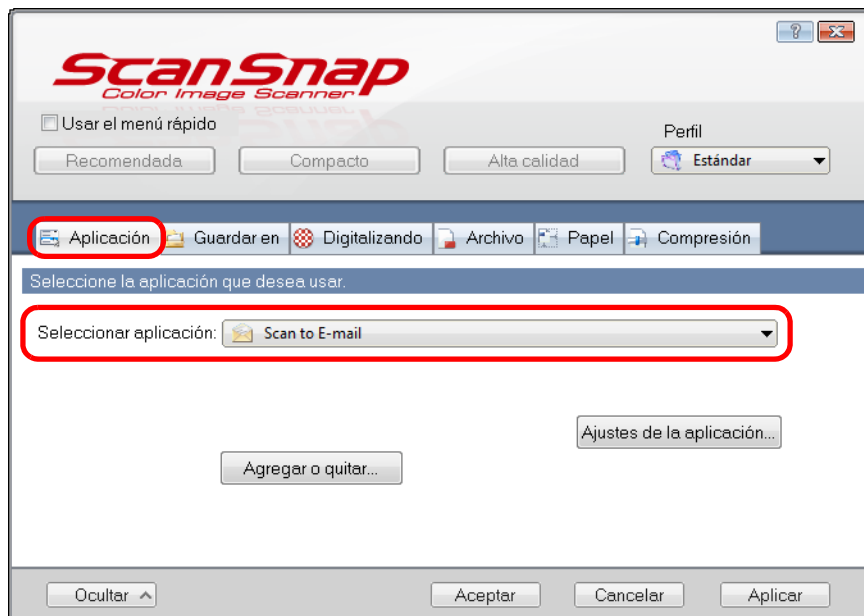 ScanSnap
Color Image Scanner
Usar el menú rápido
Perfil
Recomendada Compacto Alta calidad Estándar
Aplicación Guardar en Digitalizando Archivo Papel Compresión
Seleccione la aplicación que desea usar.
Seleccionar aplicación: Scan to E-mail
Ajustes de la aplicación...
Agregar o quitar...
Ocultar Aceptar Cancelar Aplicar